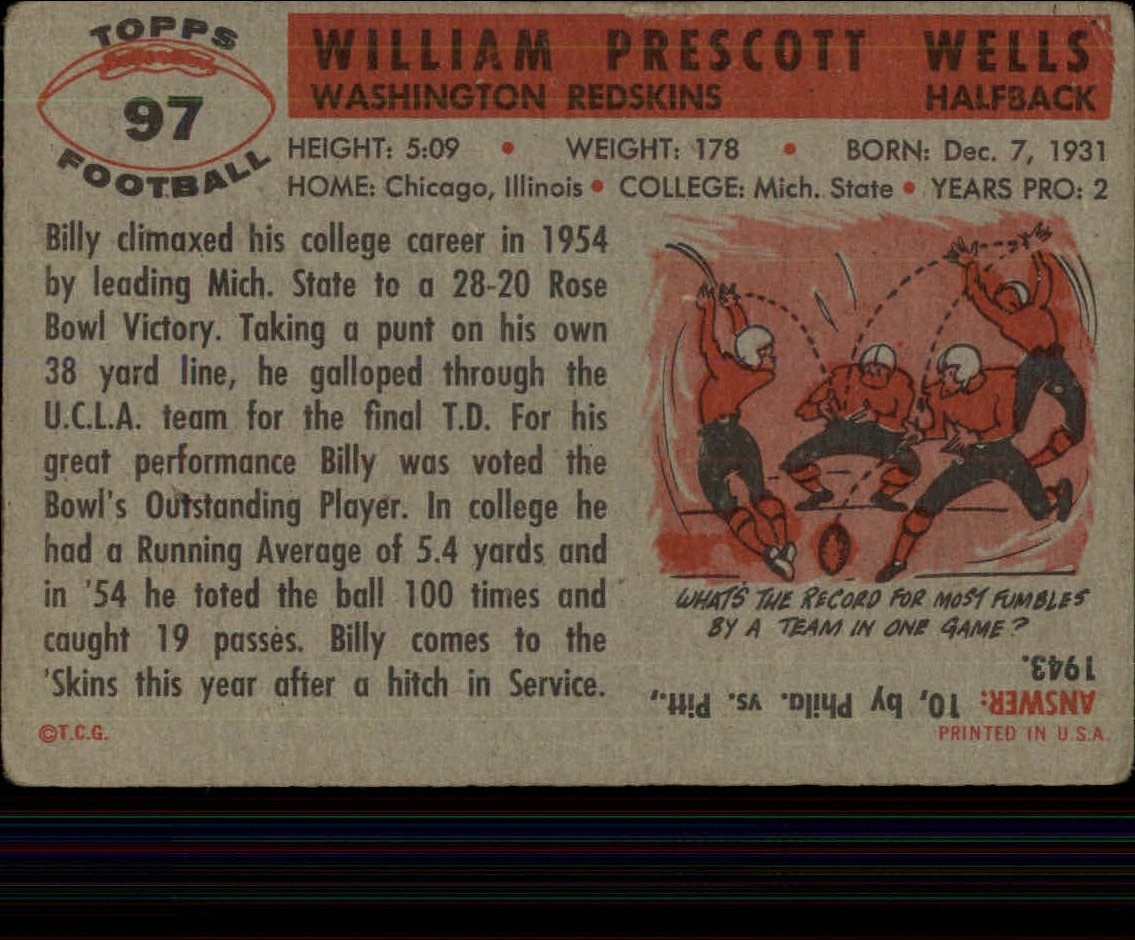 TOPPS
97
FOOTBALL
WILLIAM PRESCOTT WELLS
WASHINGTON REDSKINS HALFBACK
HEIGHT: 5:09 • WEIGHT: 178 • BORN: Dec. 7, 1931
HOME: Chicago, Illinois • COLLEGE: Mich. State • YEARS PRO: 2
Billy climaxed his college career in 1954
by leading Mich. State to a 28-20 Rose
Bowl Victory. Taking a punt on his own
38 yard line, he galloped through the
U.C.L.A. team for the final T.D. For his
great performance Billy was voted the
Bowl's Outstanding Player. In college he
had a Running Average of 5.4 yards and
in '54 he toted the ball 100 times and
caught 19 passes. Billy comes to the
'Skins this year after a hitch in Service.
WHAT'S THE RECORD FOR MOST FUMBLES
BY A TEAM IN ONE GAME?
ANSWER: 10, by Phila. vs. Pitt.,
1943.
©T.C.G.
PRINTED IN U.S.A.